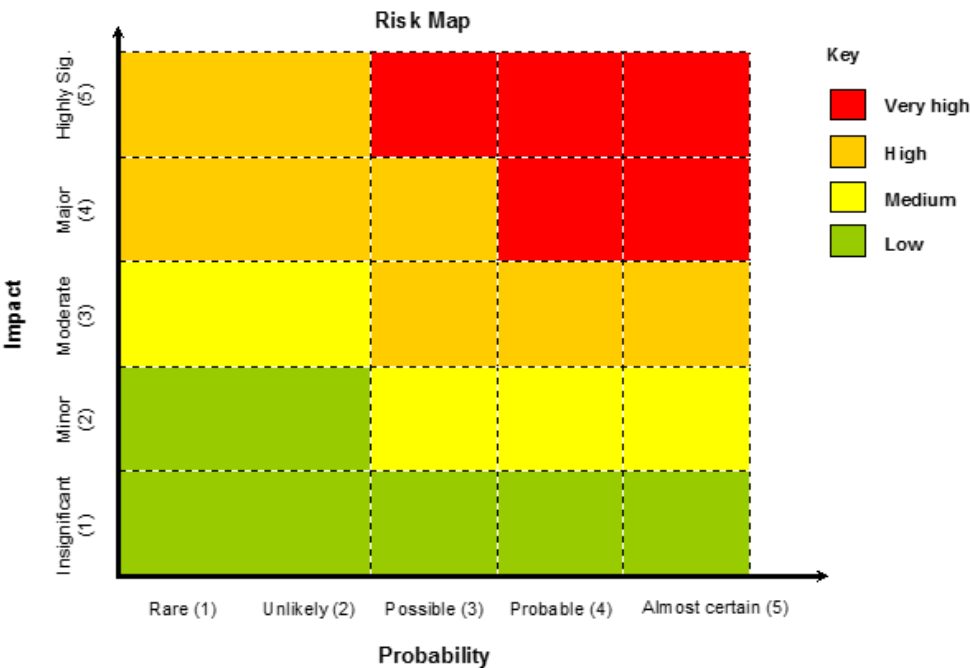 Risk Map
Key
Very high
High
Medium
Low
Impact
Highly Sig.
(5)
Major
(4)
Moderate
(3)
Minor
(2)
Insignificant
(1)
Rare (1)
Unlikely (2)
Possible (3)
Probable (4)
Almost certain (5)
Probability